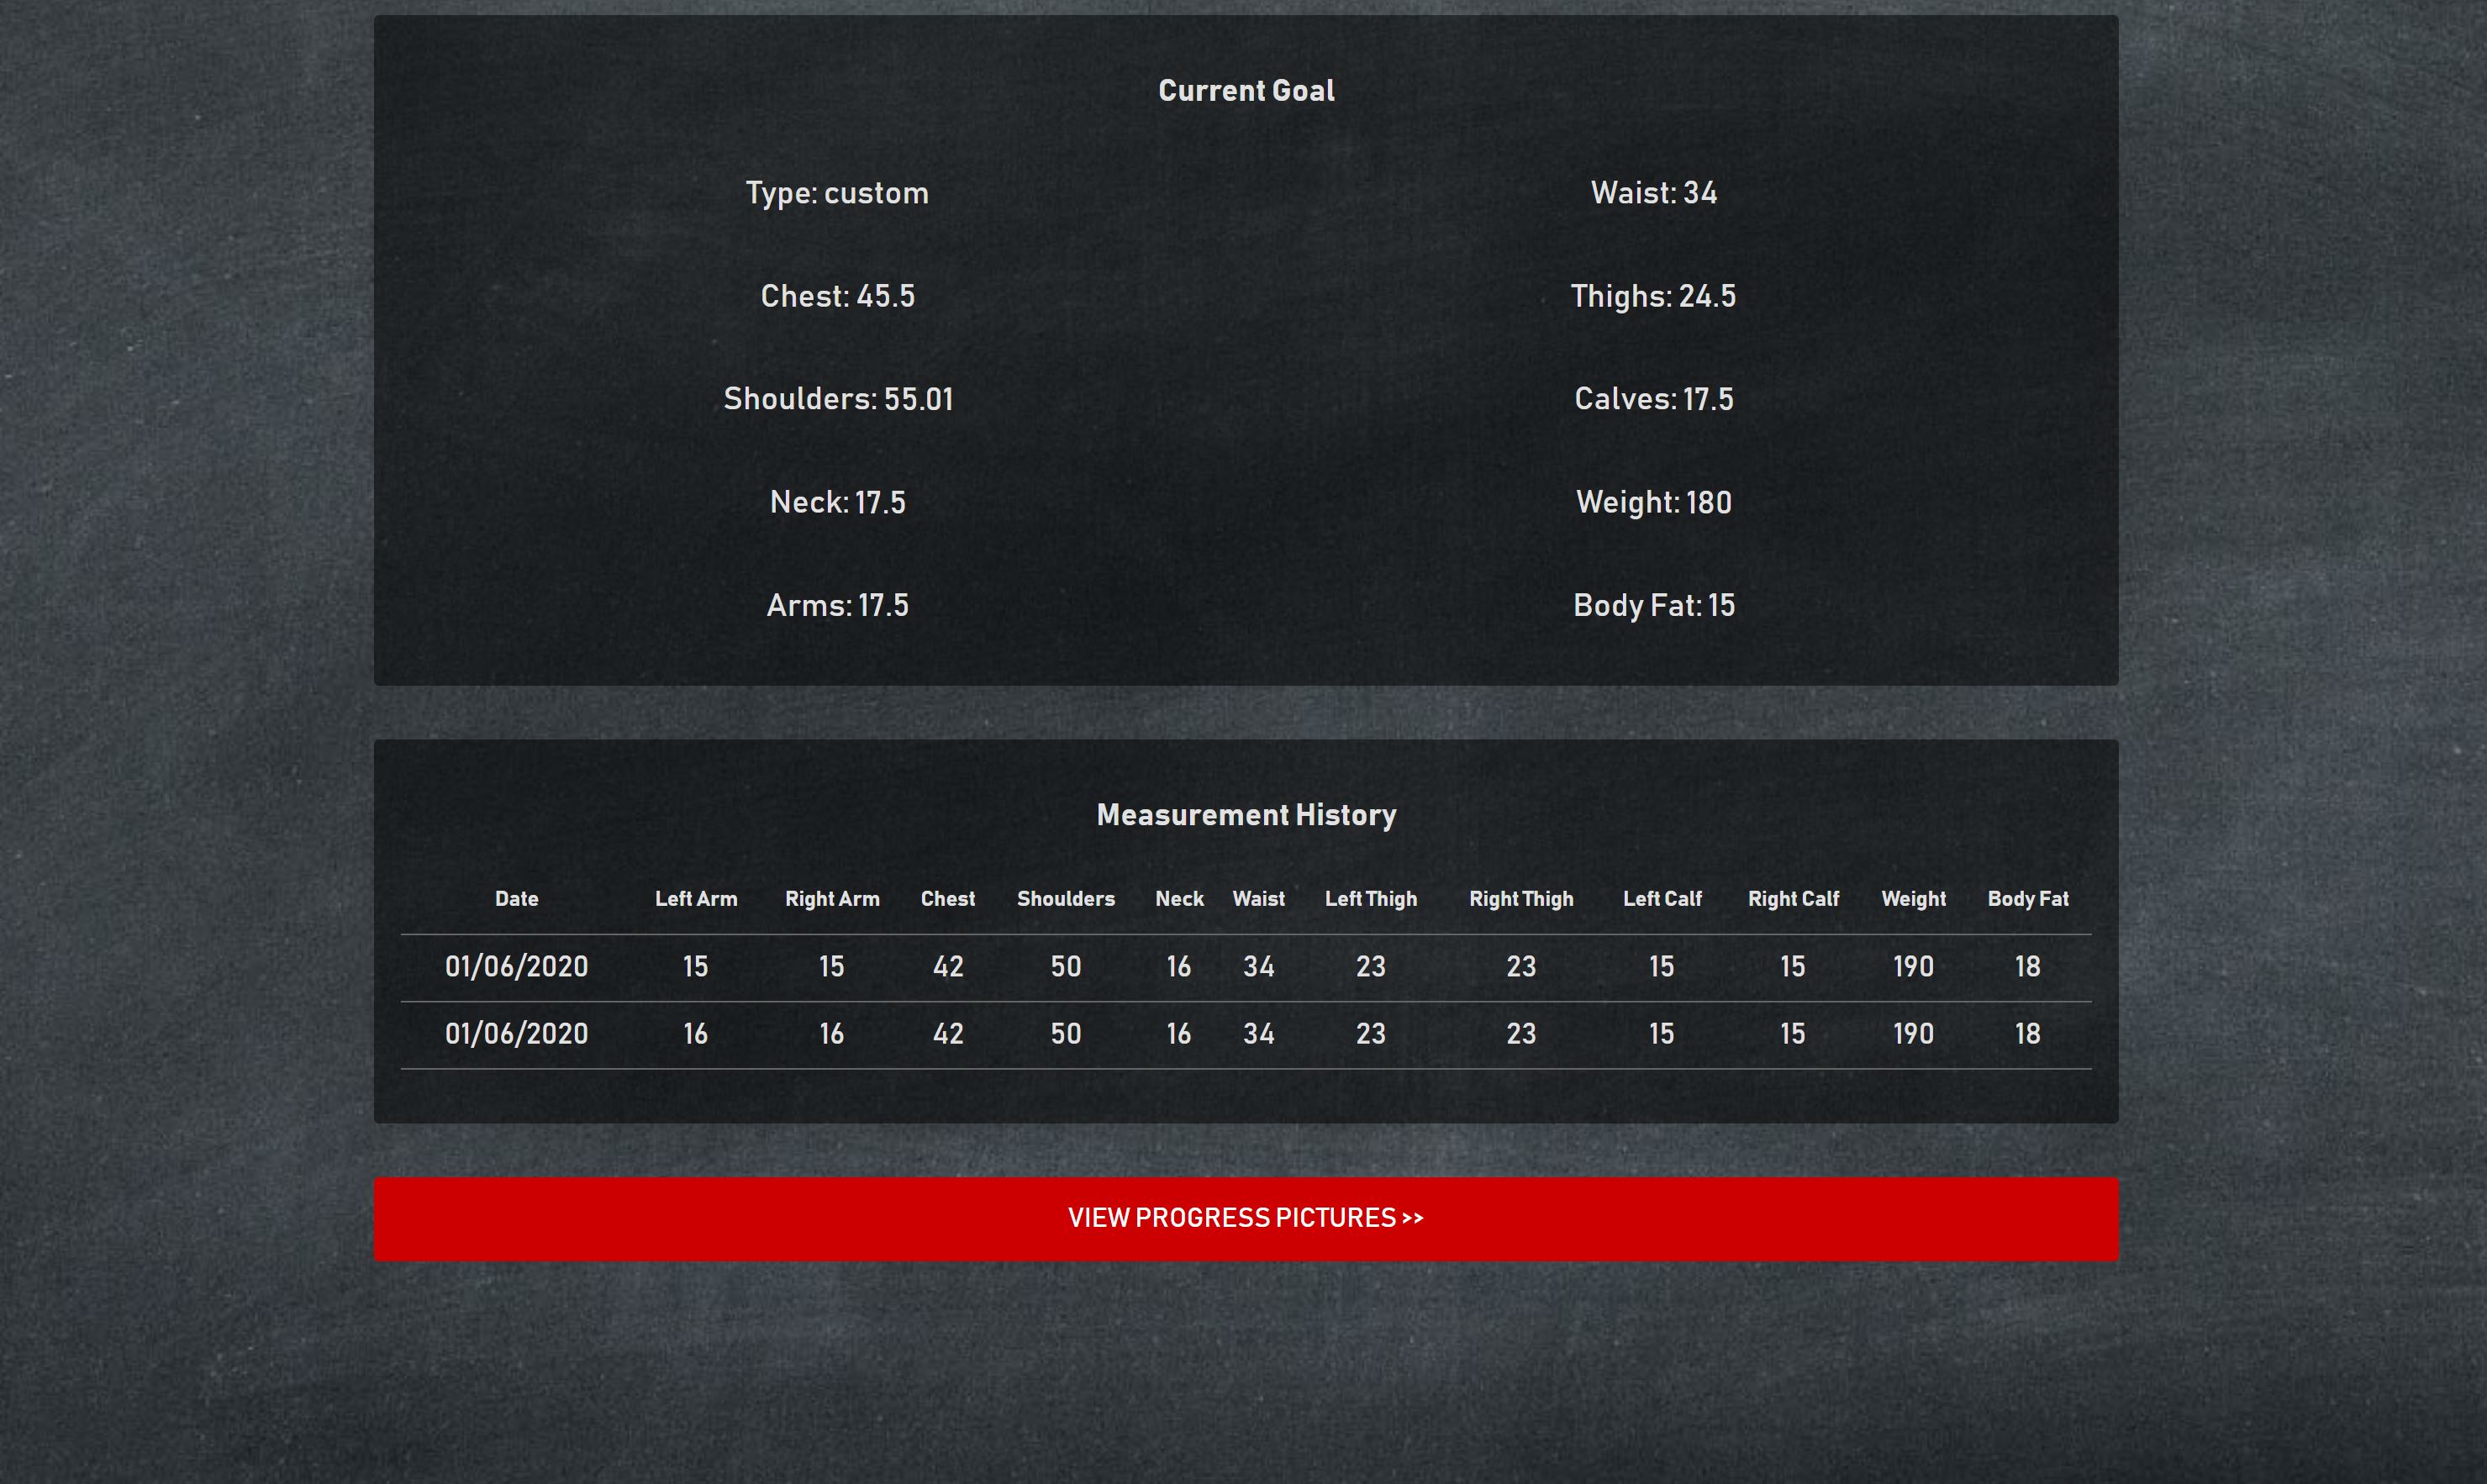 Current Goal
Type: custom
Waist: 34
Chest: 45.5
Thighs: 24.5
Shoulders: 55.01
Calves: 17.5
Neck: 17.5
Weight: 180
Arms: 17.5
Body Fat: 15
Measurement History
Date Left Arm Right Arm Chest Shoulders Neck Waist Left Thigh Right Thigh Left Calf Right Calf Weight Body Fat
01/06/2020 15 15 42 50 16 34 23 23 15 15 190 18
01/06/2020 16 16 42 50 16 34 23 23 15 15 190 18
VIEW PROGRESS PICTURES >>